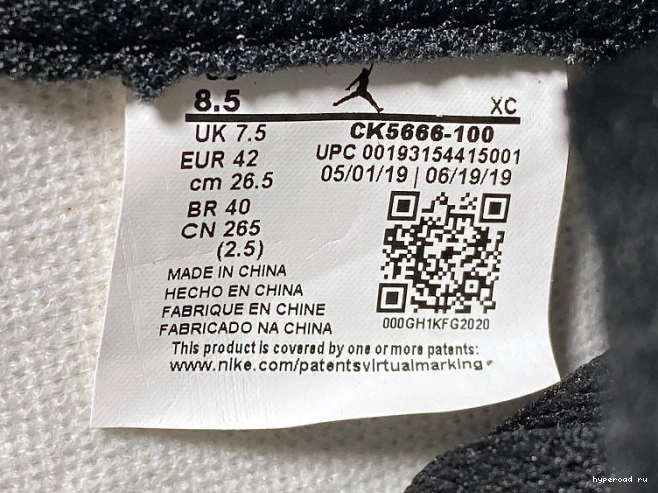 8.5
XC
UK 7.5
EUR 42
cm 26.5
BR 40
CN 265
(2.5)
CK5666-100
UPC 00193154415001
05/01/19 | 06/19/19
000GH1KFG2020
MADE IN CHINA
HECHO EN CHINA
FABRIQUE EN CHINE
FABRICADO NA CHINA
This product is covered by one or more patents:
www.nike.com/patentsvirtualmarking
hyperoad ru